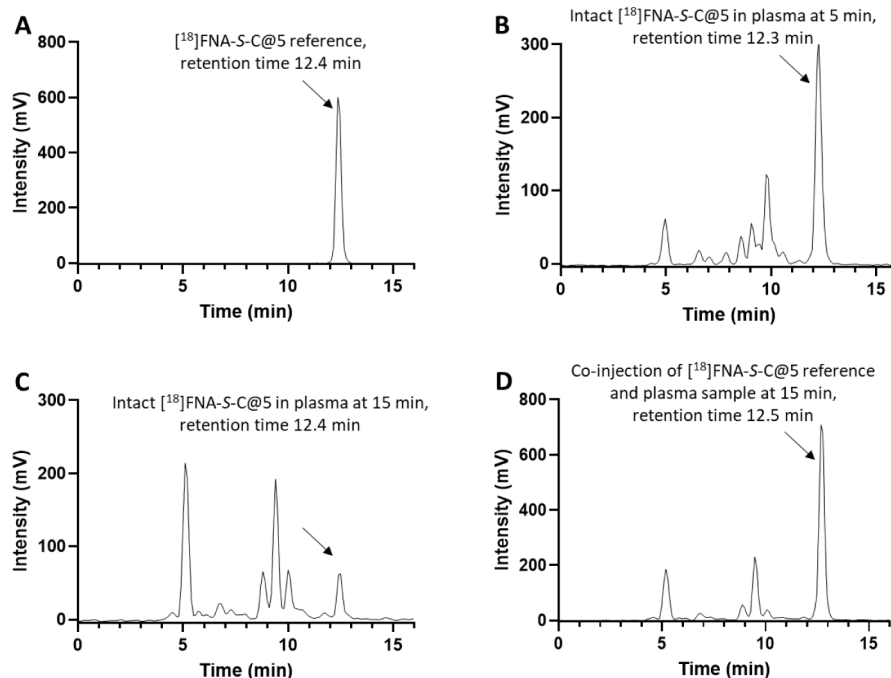 A
[¹⁸]FNA-S-C@5 reference,
retention time 12.4 min
800
600
400
200
0
Intensity (mV)
0 5 10 15
Time (min)
B
Intact [¹⁸]FNA-S-C@5 in plasma at 5 min,
retention time 12.3 min
300
200
100
0
Intensity (mV)
0 5 10 15
Time (min)
C
Intact [¹⁸]FNA-S-C@5 in plasma at 15 min,
retention time 12.4 min
300
200
100
0
Intensity (mV)
0 5 10 15
Time (min)
D
Co-injection of [¹⁸]FNA-S-C@5 reference
and plasma sample at 15 min,
retention time 12.5 min
800
600
400
200
0
Intensity (mV)
0 5 10 15
Time (min)